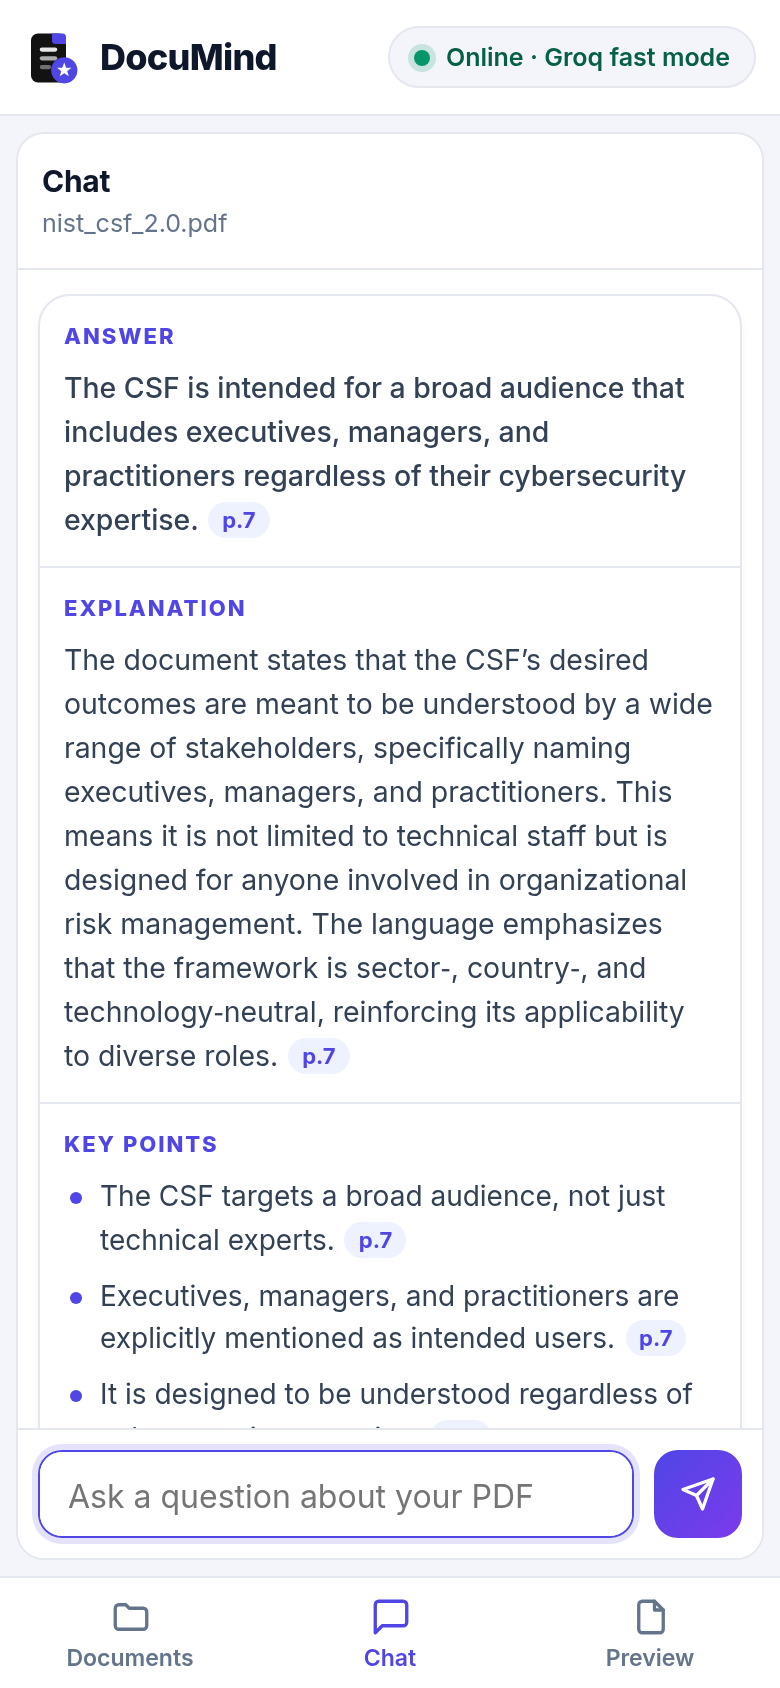 DocuMind
Online · Groq fast mode
Chat
nist_csf_2.0.pdf
ANSWER
The CSF is intended for a broad audience that
includes executives, managers, and
practitioners regardless of their cybersecurity
expertise. p.7
EXPLANATION
The document states that the CSF’s desired
outcomes are meant to be understood by a wide
range of stakeholders, specifically naming
executives, managers, and practitioners. This
means it is not limited to technical staff but is
designed for anyone involved in organizational
risk management. The language emphasizes
that the framework is sector-, country-, and
technology-neutral, reinforcing its applicability
to diverse roles. p.7
KEY POINTS
The CSF targets a broad audience, not just
technical experts. p.7
Executives, managers, and practitioners are
explicitly mentioned as intended users. p.7
It is designed to be understood regardless of
Ask a question about your PDF
Documents
Chat
Preview